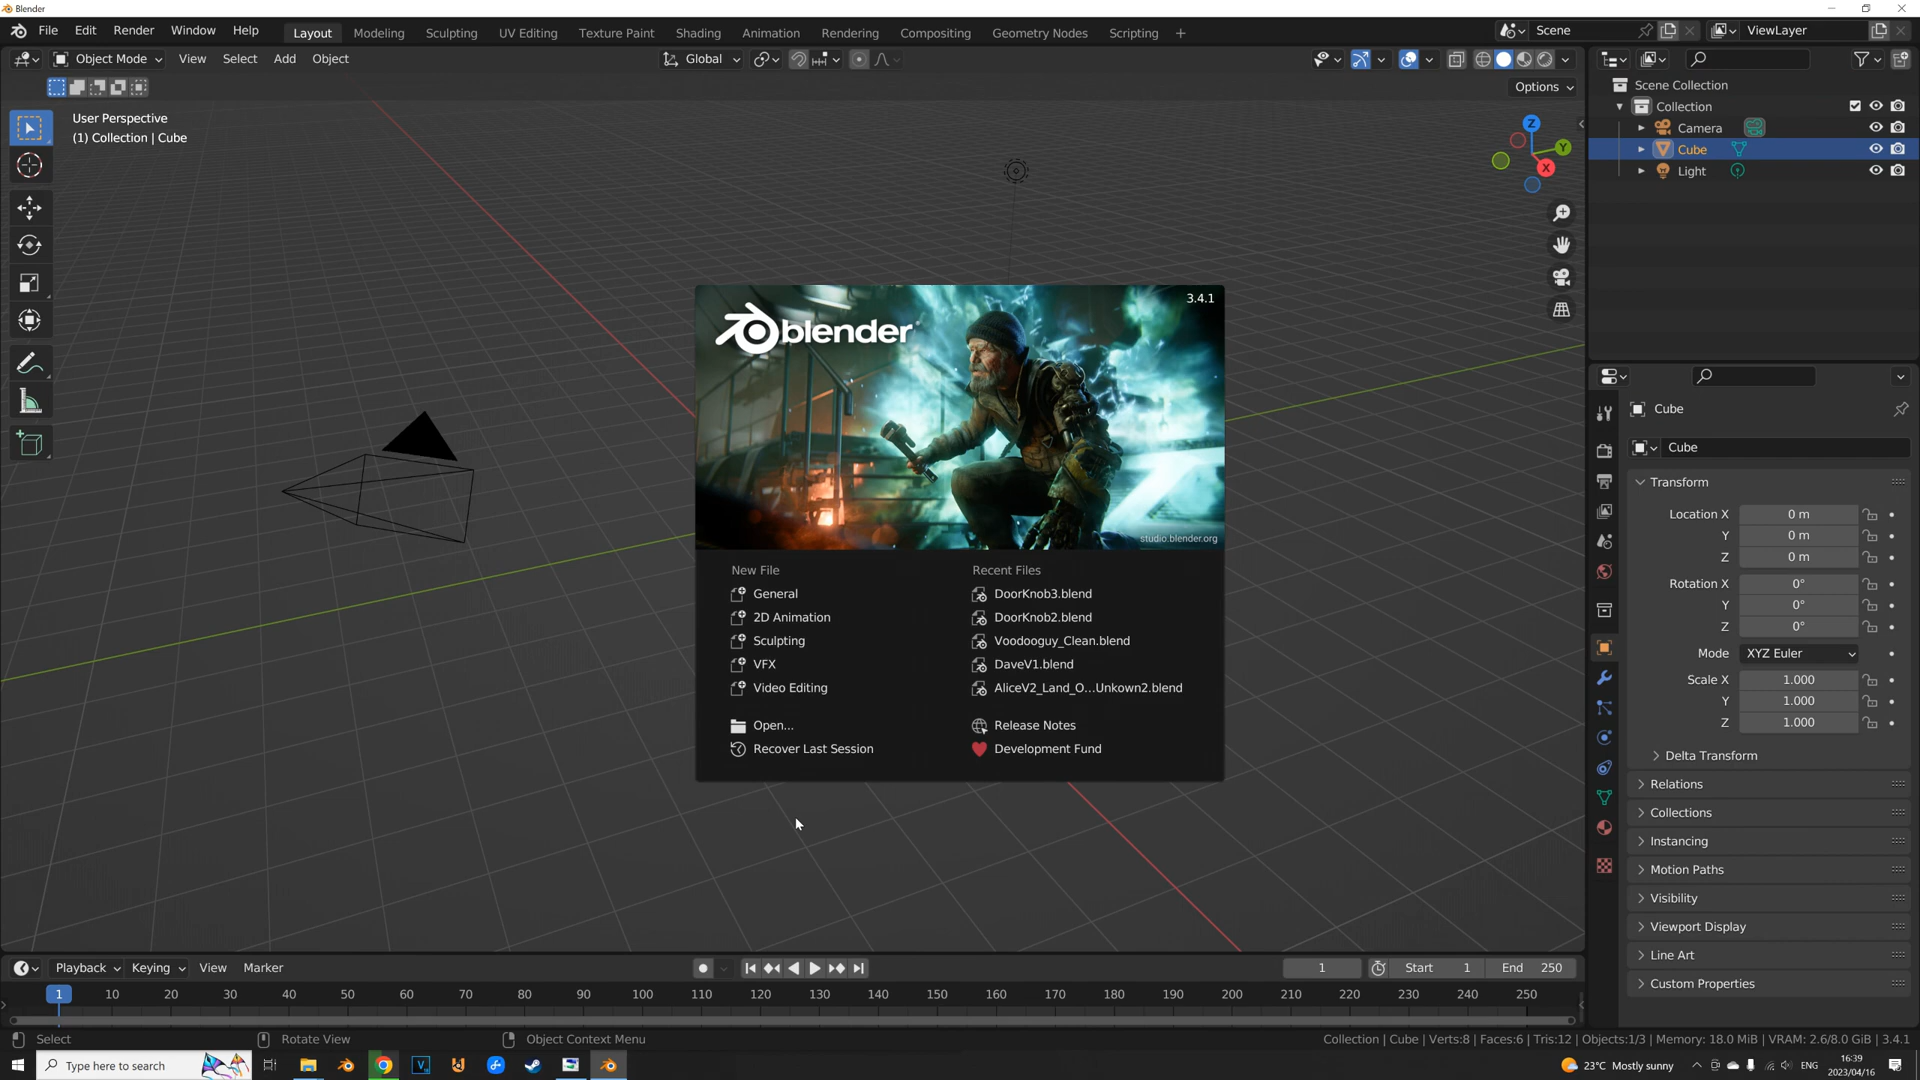 Blender
File Edit Render Window Help
Layout Modeling Sculpting UV Editing Texture Paint Shading Animation Rendering Compositing Geometry Nodes Scripting +
Scene
ViewLayer
Object Mode View Select Add Object
Global
Options
User Perspective
(1) Collection | Cube
Z
Y
X
Scene Collection
Collection
Camera
Cube
Light
blender
3.4.1
studio.blender.org
New File
General
2D Animation
Sculpting
VFX
Video Editing
Open...
Recover Last Session
Recent Files
DoorKnob3.blend
DoorKnob2.blend
Voodooguy_Clean.blend
DaveV1.blend
AliceV2_Land_O...Unkown2.blend
Release Notes
Development Fund
Cube
Cube
Transform
Location X 0 m
Y 0 m
Z 0 m
Rotation X 0°
Y 0°
Z 0°
Mode XYZ Euler
Scale X 1.000
Y 1.000
Z 1.000
Delta Transform
Relations
Collections
Instancing
Motion Paths
Visibility
Viewport Display
Line Art
Custom Properties
Playback Keying View Marker
1
Start 1
End 250
1 10 20 30 40 50 60 70 80 90 100 110 120 130 140 150 160 170 180 190 200 210 220 230 240 250
Select Rotate View Object Context Menu
Collection | Cube | Verts:8 | Faces:6 | Tris:12 | Objects:1/3 | Memory: 18.0 MiB | VRAM: 2.6/8.0 GiB | 3.4.1
Type here to search
23°C Mostly sunny
ENG
16:39
2023/04/16